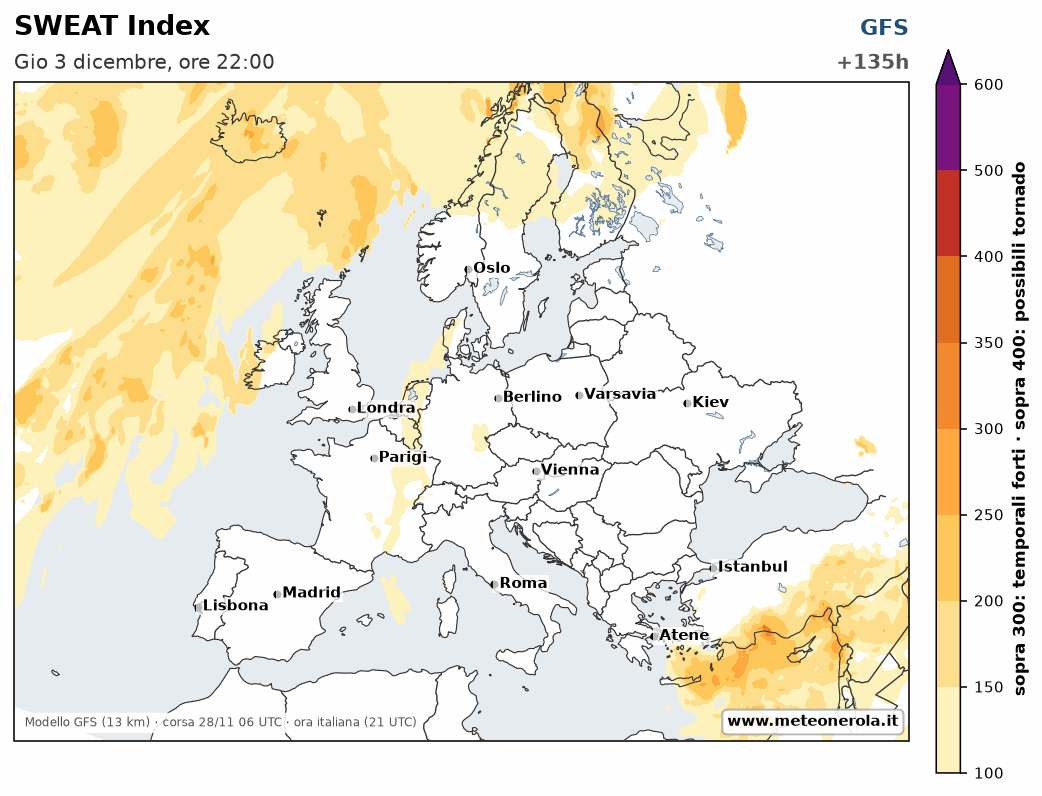 SWEAT Index
GFS
Gio 3 dicembre, ore 22:00
+135h
600
500
400
350
300
250
200
150
100
sopra 300: temporali forti · sopra 400: possibili tornado
Oslo
Londra
Berlino
Varsavia
Kiev
Parigi
Vienna
Istanbul
Roma
Madrid
Lisbona
Atene
Modello GFS (13 km) · corsa 28/11 06 UTC · ora italiana (21 UTC)
www.meteonerola.it